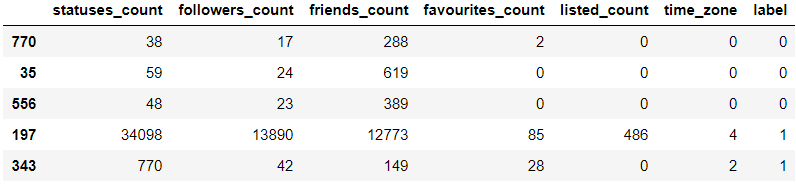 statuses_count followers_count friends_count favourites_count listed_count time_zone label
770 38 17 288 2 0 0 0
35 59 24 619 0 0 0 0
556 48 23 389 0 0 0 0
197 34098 13890 12773 85 486 4 1
343 770 42 149 28 0 2 1